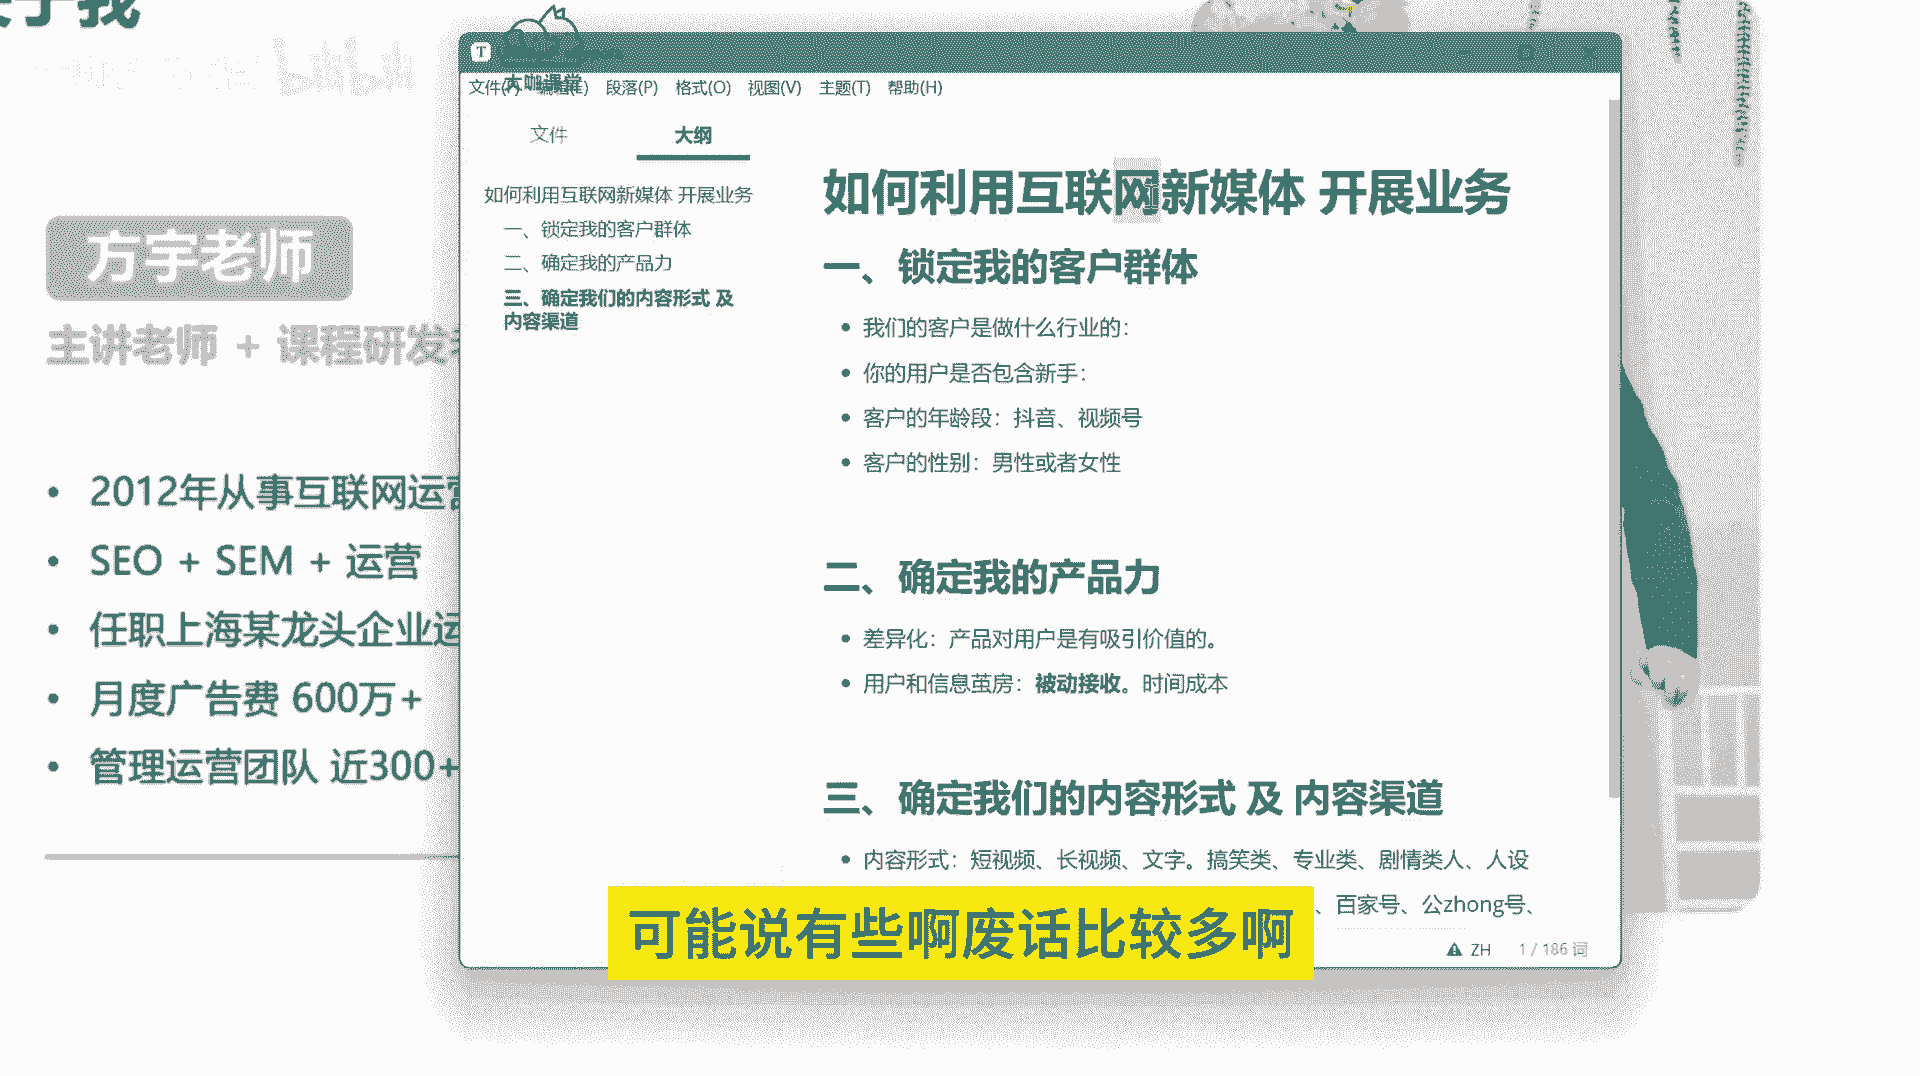 于我
bilibili
方宇老师
主讲老师 + 课程研发
• 2012年从事互联网运营
• SEO + SEM + 运营
• 任职上海某龙头企业运
• 月度广告费 600万+
• 管理运营团队 近300+
大咖课堂
文件(F) 编辑(E) 段落(P) 格式(O) 视图(V) 主题(T) 帮助(H)
文件 大纲
如何利用互联网新媒体 开展业务
一、锁定我的客户群体
二、确定我的产品力
三、确定我们的内容形式 及
内容渠道
如何利用互联网新媒体 开展业务
一、锁定我的客户群体
• 我们的客户是做什么行业的:
• 你的用户是否包含新手:
• 客户的年龄段：抖音、视频号
• 客户的性别：男性或者女性
二、确定我的产品力
• 差异化：产品对用户是有吸引价值的。
• 用户和信息茧房：被动接收。时间成本
三、确定我们的内容形式 及 内容渠道
• 内容形式：短视频、长视频、文字。搞笑类、专业类、剧情类人、人设
、百家号、公zhong号、
可能说有些啊废话比较多啊
ZH 1 / 186 词